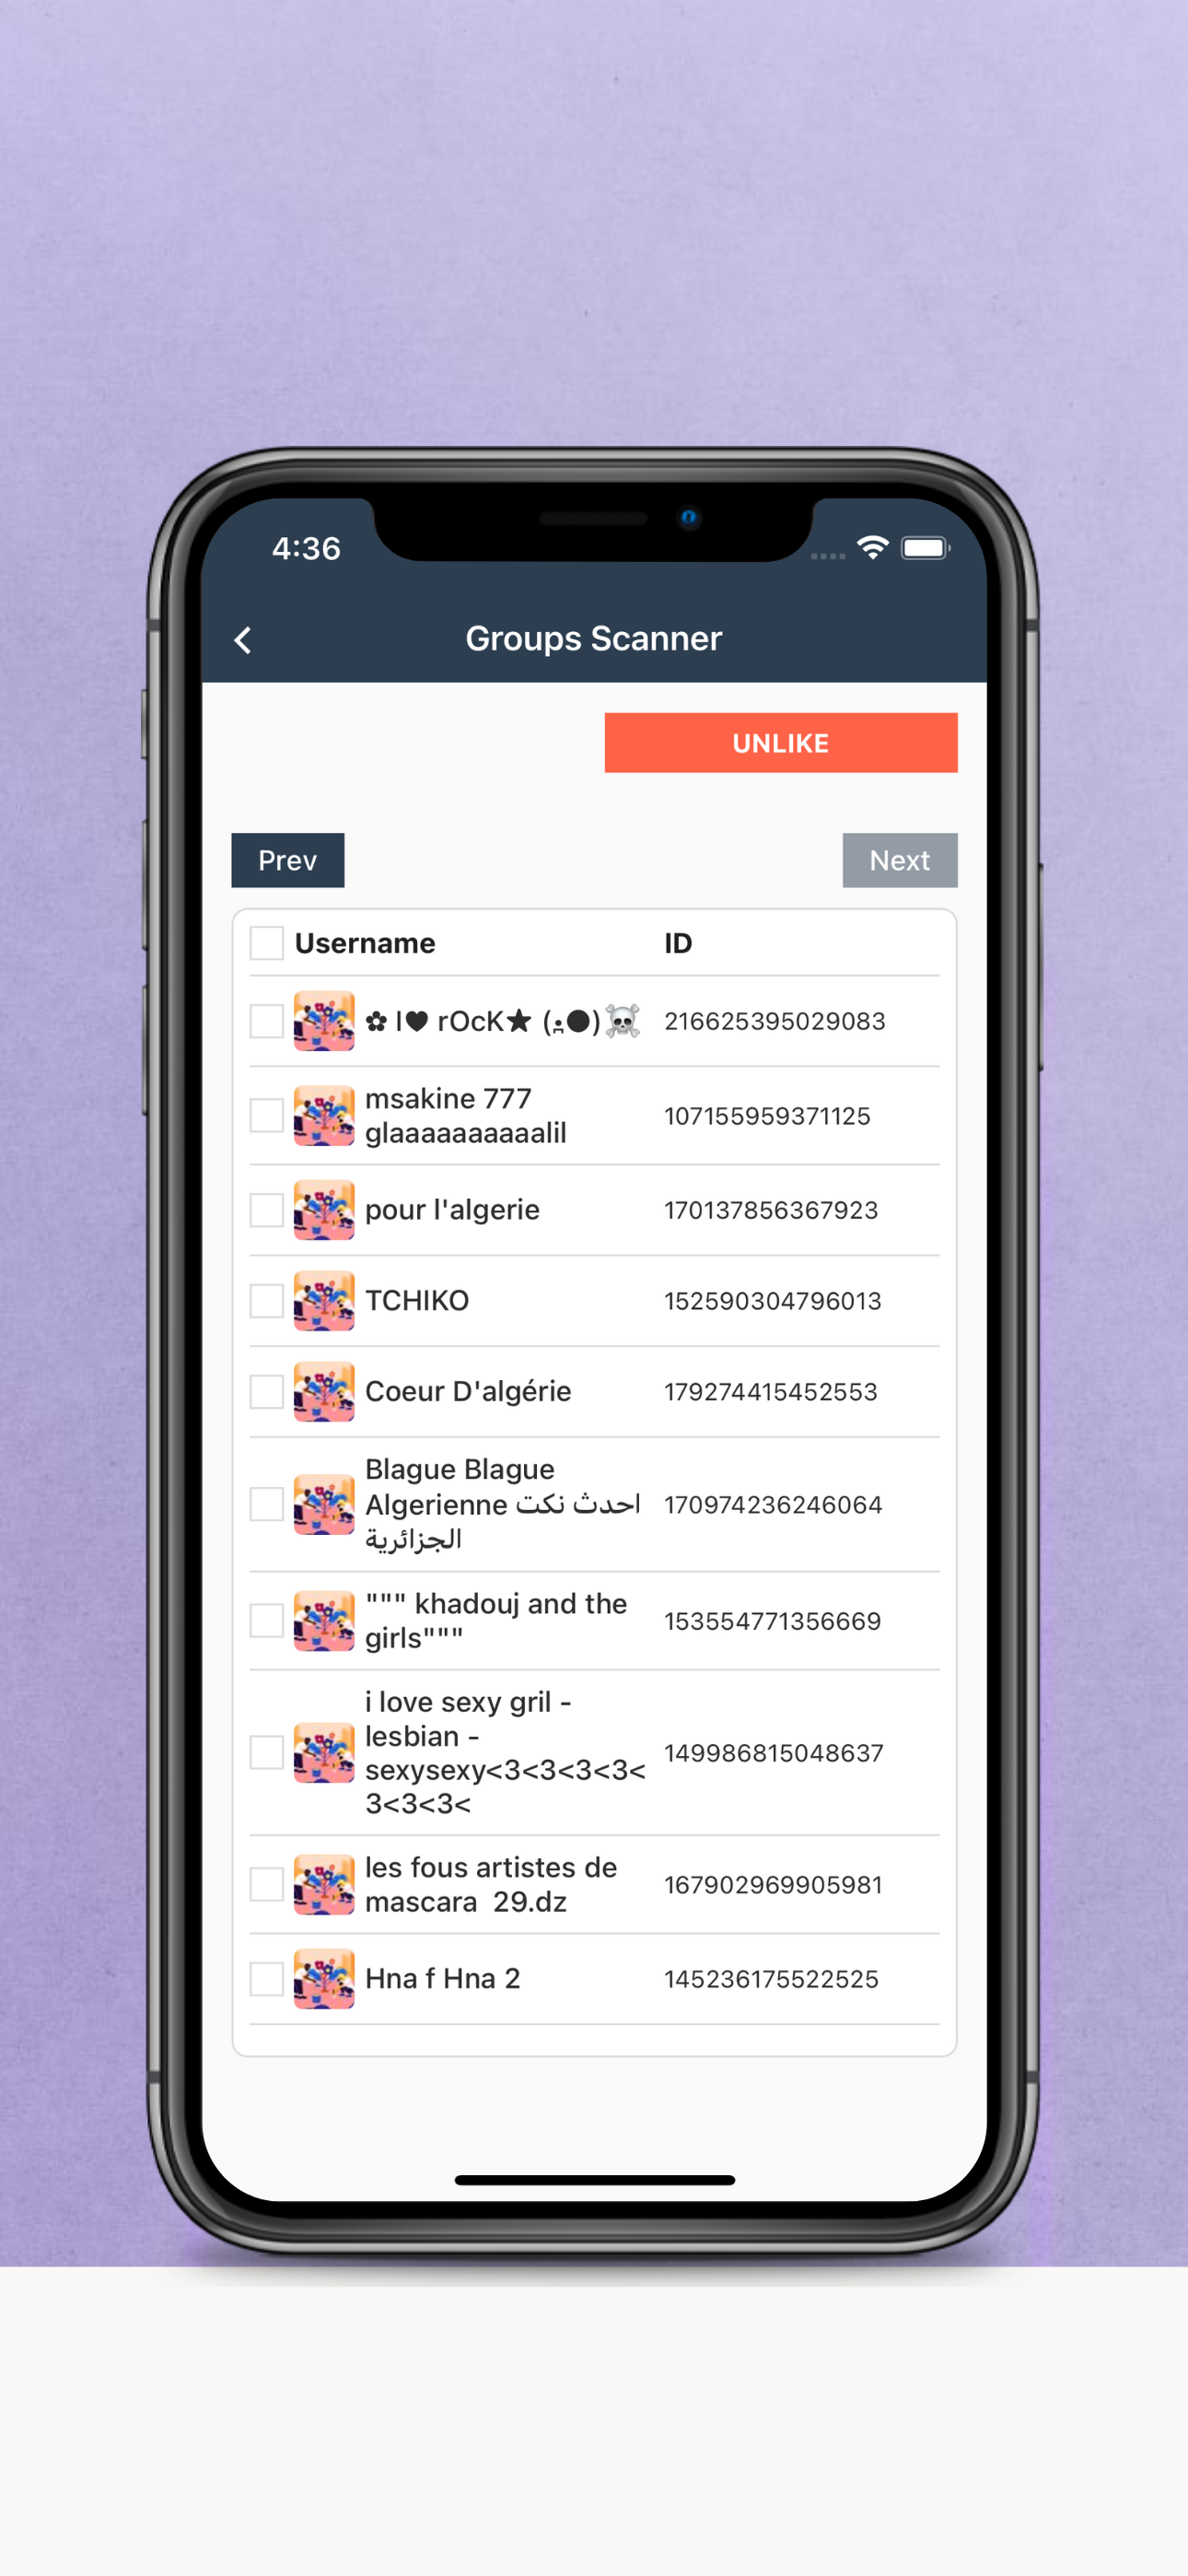 4:36
Groups Scanner
UNLIKE
Prev
Next
Username ID
✿ I♥ rOcK★ (•̪●)☠️ 216625395029083
msakine 777
glaaaaaaaaaalil 107155959371125
pour l'algerie 170137856367923
TCHIKO 152590304796013
Coeur D'algérie 179274415452553
Blague Blague
Algerienne احدث نكت 170974236246064
الجزائرية
""" khadouj and the
girls""" 153554771356669
i love sexy gril -
lesbian -
sexysexy<3<3<3<3< 149986815048637
3<3<3<
les fous artistes de
mascara  29.dz 167902969905981
Hna f Hna 2 145236175522525